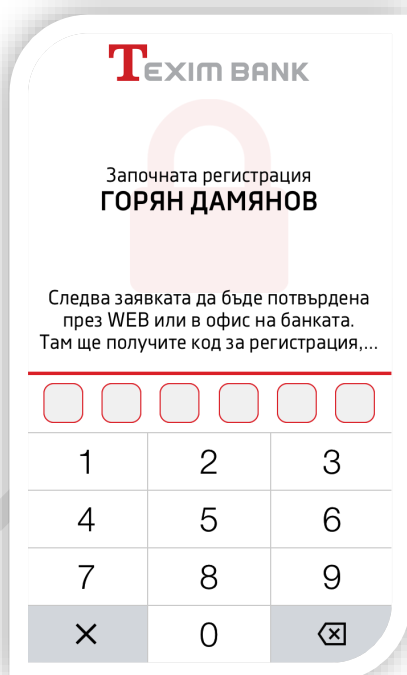 TEXIM BANK
Започната регистрация
ГОРЯН ДАМЯНОВ
Следва заявката да бъде потвърдена
през WEB или в офис на банката.
Там ще получите код за регистрация,...
1 2 3
4 5 6
7 8 9
0